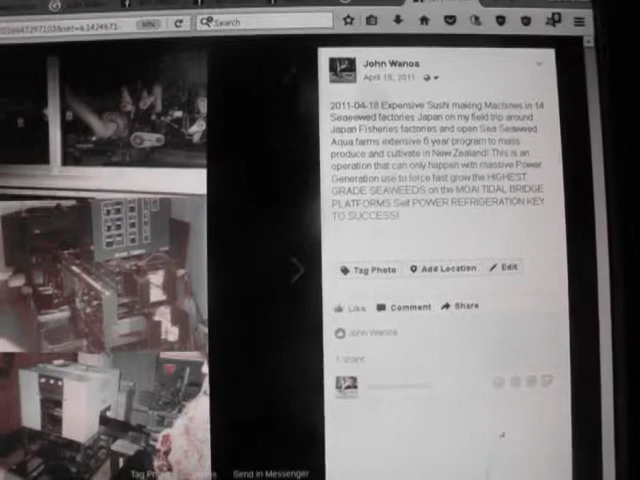 Search
John Wanoa
April 18, 2011
2011-04-18 Expensive Sushi making Machines in 14
Seaeewed factories Japan on my field trip around
Japan Fisheries factories and open Sea Seaweed
Aqua farms extensive 6 year program to mass
produce and cultivate in New Zealand! This is an
operation that can only happen with massive Power
Generation use to force fast grow the HIGHEST
GRADE SEAWEEDS on the MOAI TIDAL BRIDGE
PLATFORMS Self POWER REFRIGERATION KEY
TO SUCCESS!
Tag Photo Add Location Edit
Like Comment Share
John Wanoa
1 share
Tag Send in Messenger